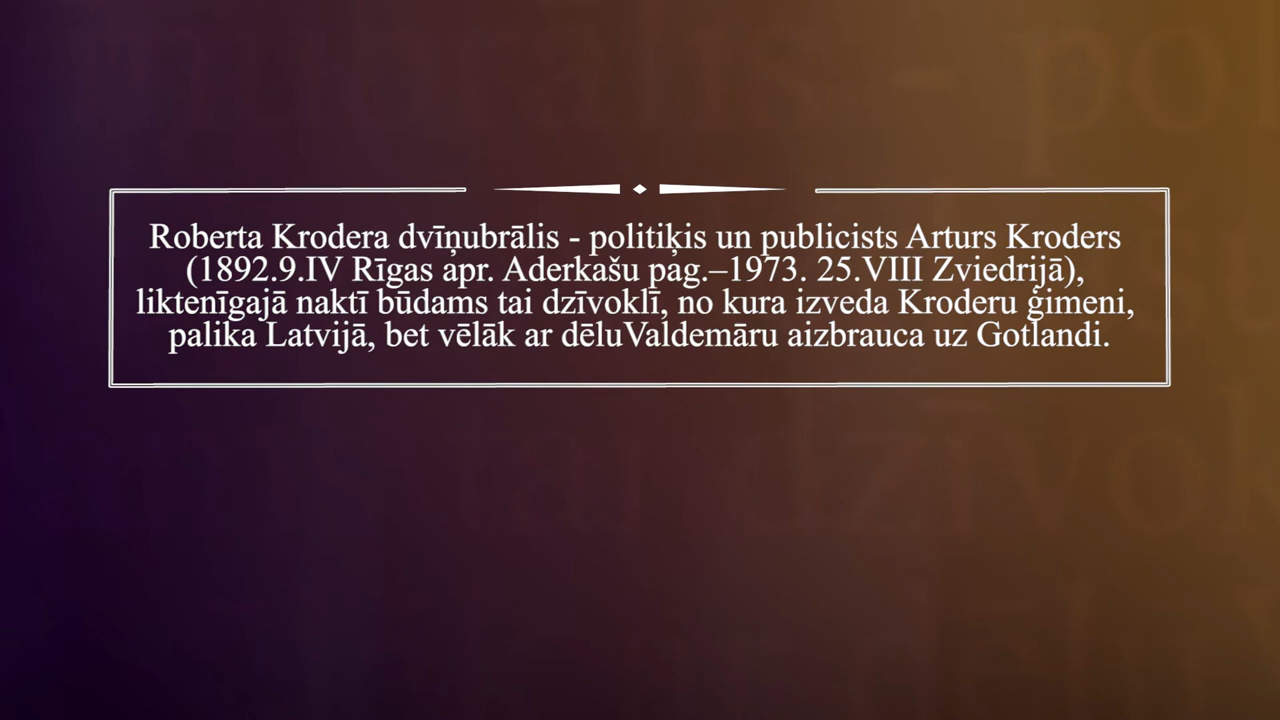 Roberta Krodera dvīņubrālis - politiķis un publicists Arturs Kroders
(1892.9.IV Rīgas apr. Aderkašu pag.–1973. 25.VIII Zviedrijā),
liktenīgajā naktī būdams tai dzīvoklī, no kura izveda Kroderu ģimeni,
palika Latvijā, bet vēlāk ar dēluValdemāru aizbrauca uz Gotlandi.